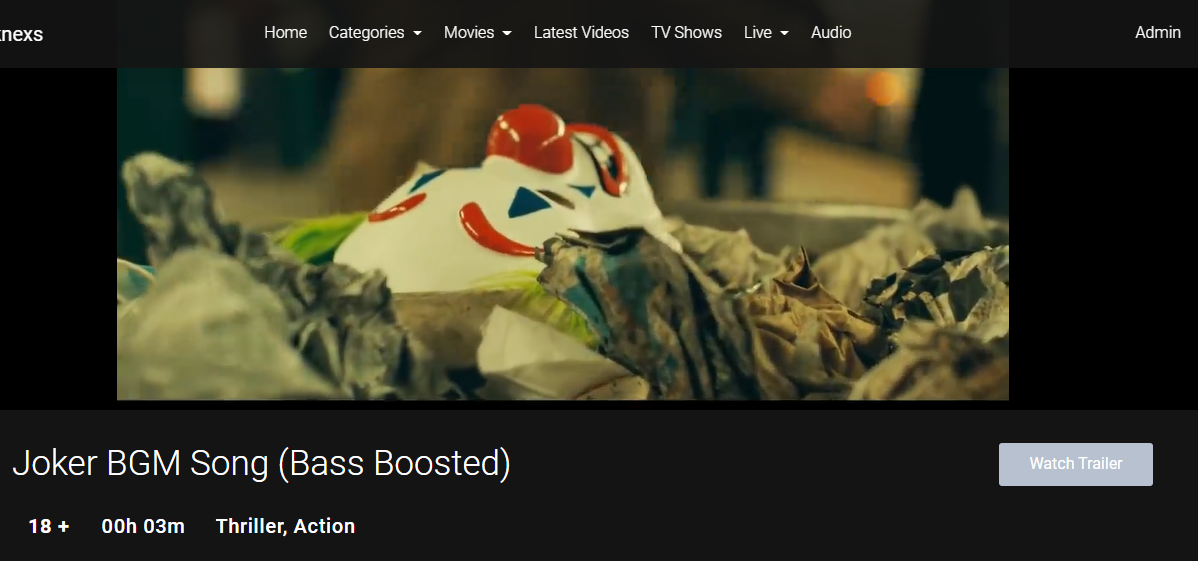 nexs Home Categories Movies Latest Videos TV Shows Live Audio Admin
Joker BGM Song (Bass Boosted)
Watch Trailer
18 + 00h 03m Thriller, Action